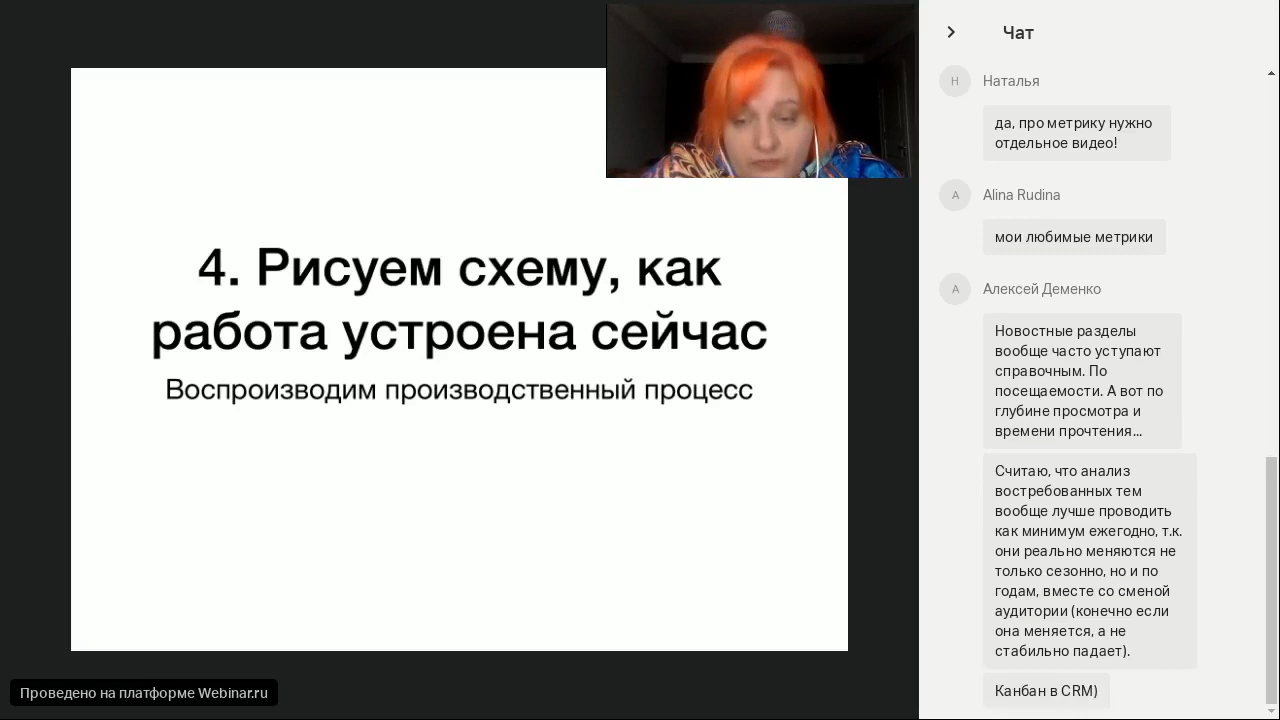 4. Рисуем схему, как
работа устроена сейчас
Воспроизводим производственный процесс
Проведено на платформе Webinar.ru
Чат
Н
Наталья
да, про метрику нужно
отдельное видео!
A
Alina Rudina
мои любимые метрики
А
Алексей Деменко
Новостные разделы
вообще часто уступают
справочным. По
посещаемости. А вот по
глубине просмотра и
времени прочтения...
Считаю, что анализ
востребованных тем
вообще лучше проводить
как минимум ежегодно, т.к.
они реально меняются не
только сезонно, но и по
годам, вместе со сменой
аудитории (конечно если
она меняется, а не
стабильно падает).
Канбан в CRM)